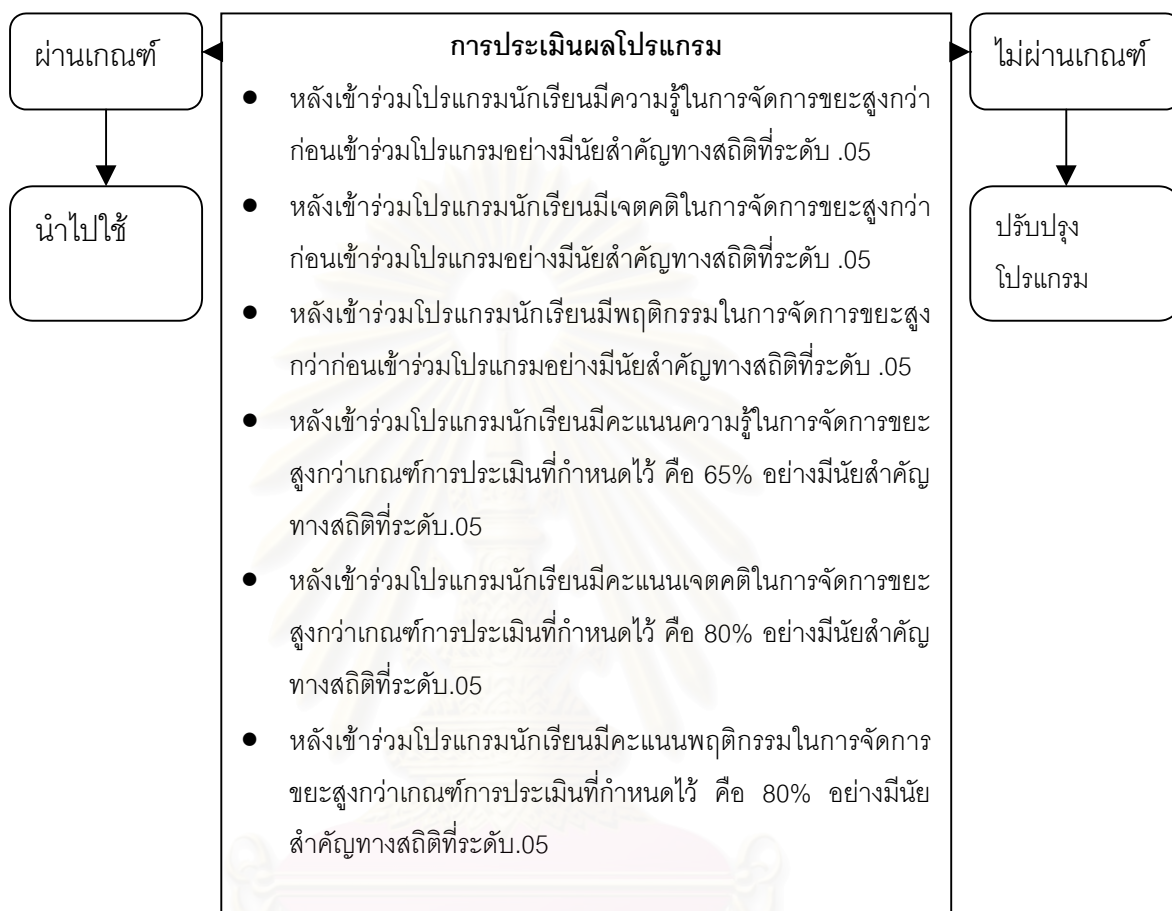 ผ่านเกณฑ์
นำไปใช้
การประเมินผลโปรแกรม
● หลังเข้าร่วมโปรแกรมนักเรียนมีความรู้ในการจัดการขยะสูงกว่า
ก่อนเข้าร่วมโปรแกรมอย่างมีนัยสำคัญทางสถิติที่ระดับ .05
● หลังเข้าร่วมโปรแกรมนักเรียนมีเจตคติในการจัดการขยะสูงกว่า
ก่อนเข้าร่วมโปรแกรมอย่างมีนัยสำคัญทางสถิติที่ระดับ .05
● หลังเข้าร่วมโปรแกรมนักเรียนมีพฤติกรรมในการจัดการขยะสูง
กว่าก่อนเข้าร่วมโปรแกรมอย่างมีนัยสำคัญทางสถิติที่ระดับ .05
● หลังเข้าร่วมโปรแกรมนักเรียนมีคะแนนความรู้ในการจัดการขยะ
สูงกว่าเกณฑ์การประเมินที่กำหนดไว้ คือ 65% อย่างมีนัยสำคัญ
ทางสถิติที่ระดับ.05
● หลังเข้าร่วมโปรแกรมนักเรียนมีคะแนนเจตคติในการจัดการขยะ
สูงกว่าเกณฑ์การประเมินที่กำหนดไว้ คือ 80% อย่างมีนัยสำคัญ
ทางสถิติที่ระดับ.05
● หลังเข้าร่วมโปรแกรมนักเรียนมีคะแนนพฤติกรรมในการจัดการ
ขยะสูงกว่าเกณฑ์การประเมินที่กำหนดไว้ คือ 80% อย่างมีนัย
สำคัญทางสถิติที่ระดับ.05
ไม่ผ่านเกณฑ์
ปรับปรุง
โปรแกรม